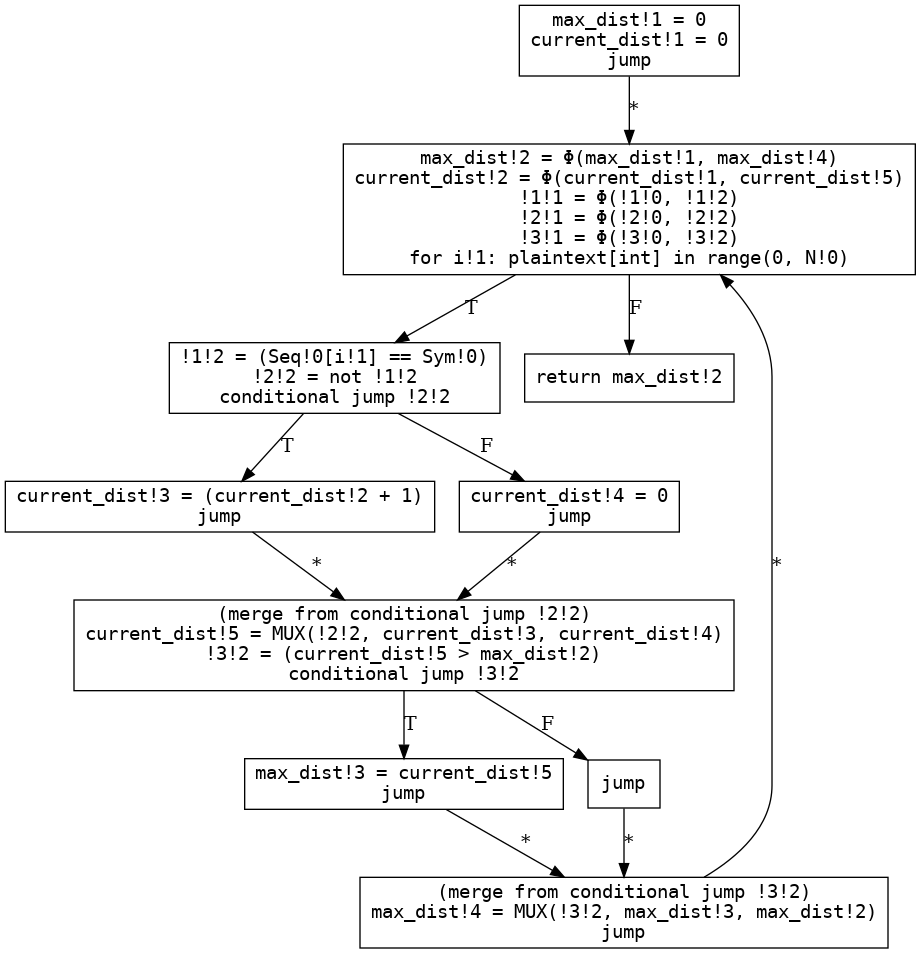 max_dist!1 = 0
current_dist!1 = 0
jump
*
max_dist!2 = Φ(max_dist!1, max_dist!4)
current_dist!2 = Φ(current_dist!1, current_dist!5)
!1!1 = Φ(!1!0, !1!2)
!2!1 = Φ(!2!0, !2!2)
!3!1 = Φ(!3!0, !3!2)
for i!1: plaintext[int] in range(0, N!0)
T
F
!1!2 = (Seq!0[i!1] == Sym!0)
!2!2 = not !1!2
conditional jump !2!2
return max_dist!2
T
F
current_dist!3 = (current_dist!2 + 1)
jump
current_dist!4 = 0
jump
*
*
*
(merge from conditional jump !2!2)
current_dist!5 = MUX(!2!2, current_dist!3, current_dist!4)
!3!2 = (current_dist!5 > max_dist!2)
conditional jump !3!2
T
F
max_dist!3 = current_dist!5
jump
jump
*
*
(merge from conditional jump !3!2)
max_dist!4 = MUX(!3!2, max_dist!3, max_dist!2)
jump